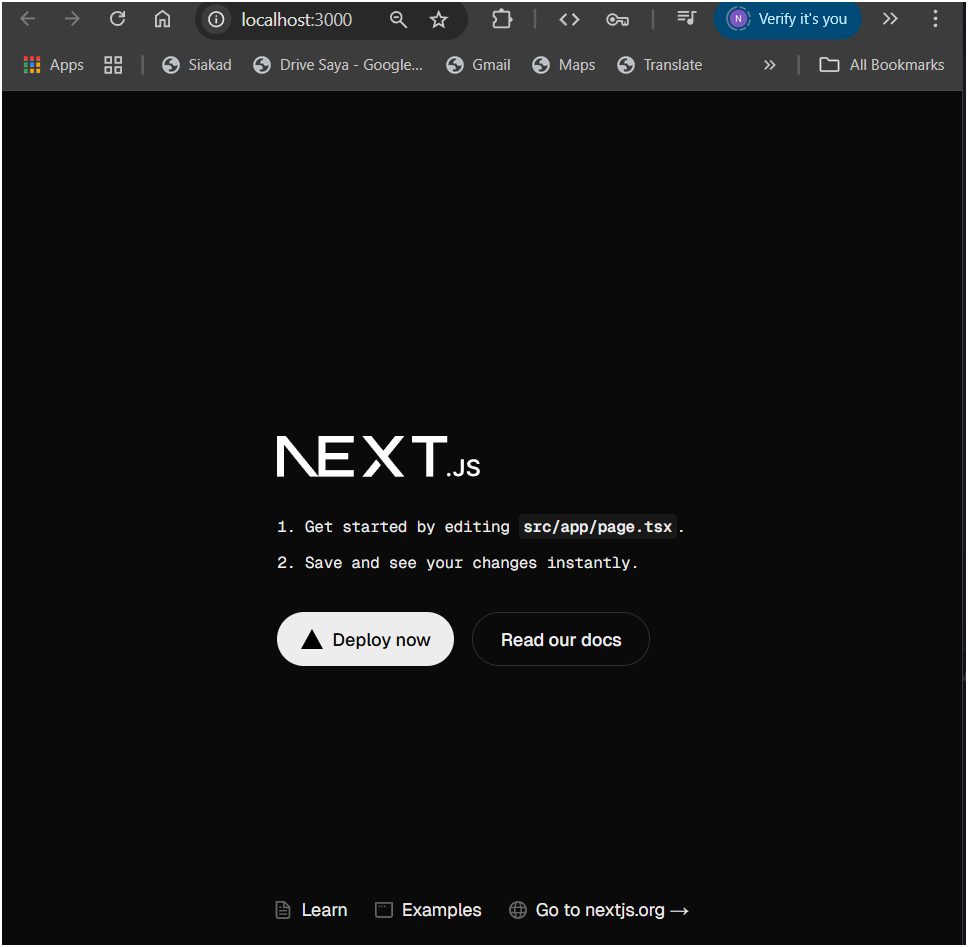 localhost:3000
N Verify it's you
Apps Siakad Drive Saya - Google... Gmail Maps Translate All Bookmarks
NEXT.JS
1. Get started by editing src/app/page.tsx.
2. Save and see your changes instantly.
Deploy now Read our docs
Learn Examples Go to nextjs.org →